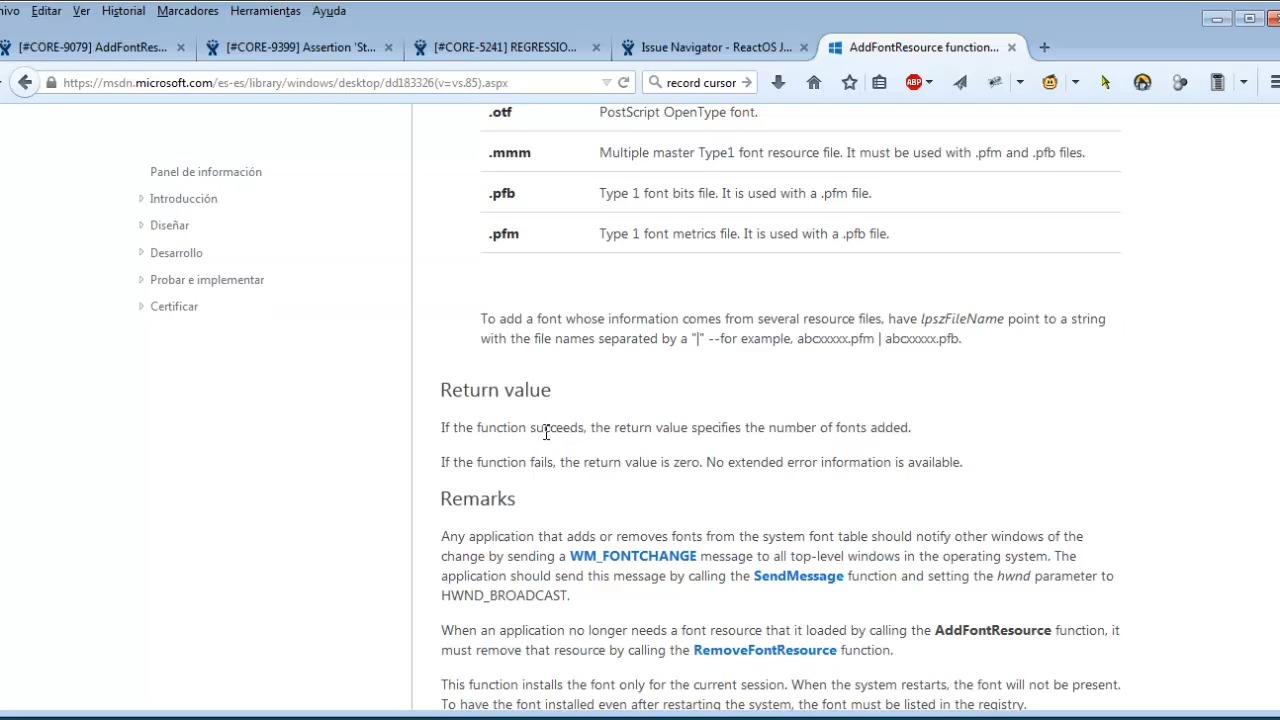 hivo Editar Ver Historial Marcadores Herramientas Ayuda
[#CORE-9079] AddFontRes... [#CORE-9399] Assertion 'St... [#CORE-5241] REGRESSIO... Issue Navigator - ReactOS J... AddFontResource function...
https://msdn.microsoft.com/es-es/library/windows/desktop/dd183326(v=vs.85).aspx record cursor ABP
.otf PostScript OpenType font.
.mmm Multiple master Type1 font resource file. It must be used with .pfm and .pfb files.
.pfb Type 1 font bits file. It is used with a .pfm file.
.pfm Type 1 font metrics file. It is used with a .pfb file.
Panel de información
Introducción
Diseñar
Desarrollo
Probar e implementar
Certificar
To add a font whose information comes from several resource files, have lpszFileName point to a string
with the file names separated by a "|" --for example, abcxxxxx.pfm | abcxxxxx.pfb.
Return value
If the function succeeds, the return value specifies the number of fonts added.
If the function fails, the return value is zero. No extended error information is available.
Remarks
Any application that adds or removes fonts from the system font table should notify other windows of the
change by sending a WM_FONTCHANGE message to all top-level windows in the operating system. The
application should send this message by calling the SendMessage function and setting the hwnd parameter to
HWND_BROADCAST.
When an application no longer needs a font resource that it loaded by calling the AddFontResource function, it
must remove that resource by calling the RemoveFontResource function.
This function installs the font only for the current session. When the system restarts, the font will not be present.
To have the font installed even after restarting the system, the font must be listed in the registry.